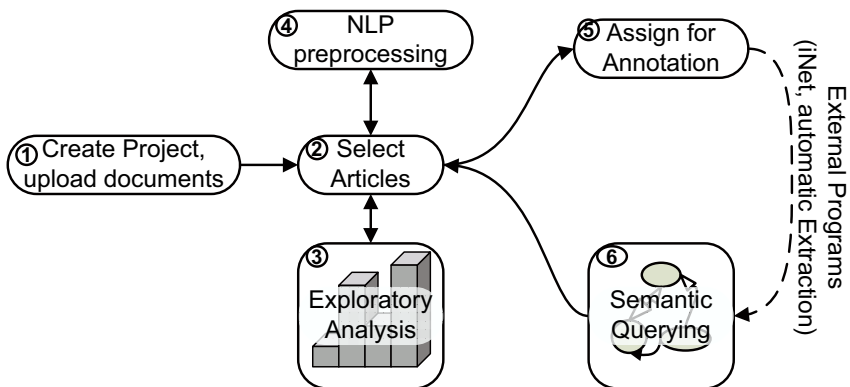 ① Create Project,
upload documents
② Select
Articles
③
Exploratory
Analysis
④ NLP
preprocessing
⑤ Assign for
Annotation
⑥
Semantic
Querying
External Programs
(iNet, automatic Extraction)